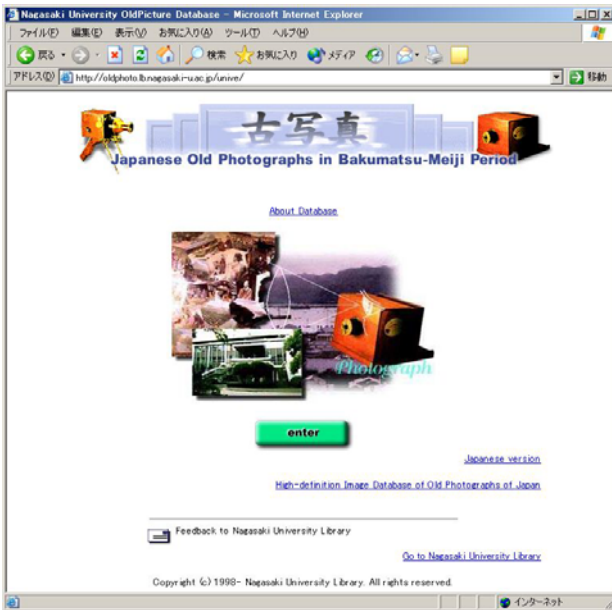 Nagasaki University OldPicture Database - Microsoft Internet Explorer
ファイル(F) 編集(E) 表示(V) お気に入り(A) ツール(T) ヘルプ(H)
戻る 検索 お気に入り メディア
アドレス(D) http://oldphoto.lb.nagasaki-u.ac.jp/unive/ 移動
古写真
Japanese Old Photographs in Bakumatsu-Meiji Period
About Database
Photograph
enter
Japanese version
High-definition Image Database of Old Photographs of Japan
Feedback to Nagasaki University Library
Go to Nagasaki University Library
Copyright (c) 1998- Nagasaki University Library. All rights reserved.
インターネット